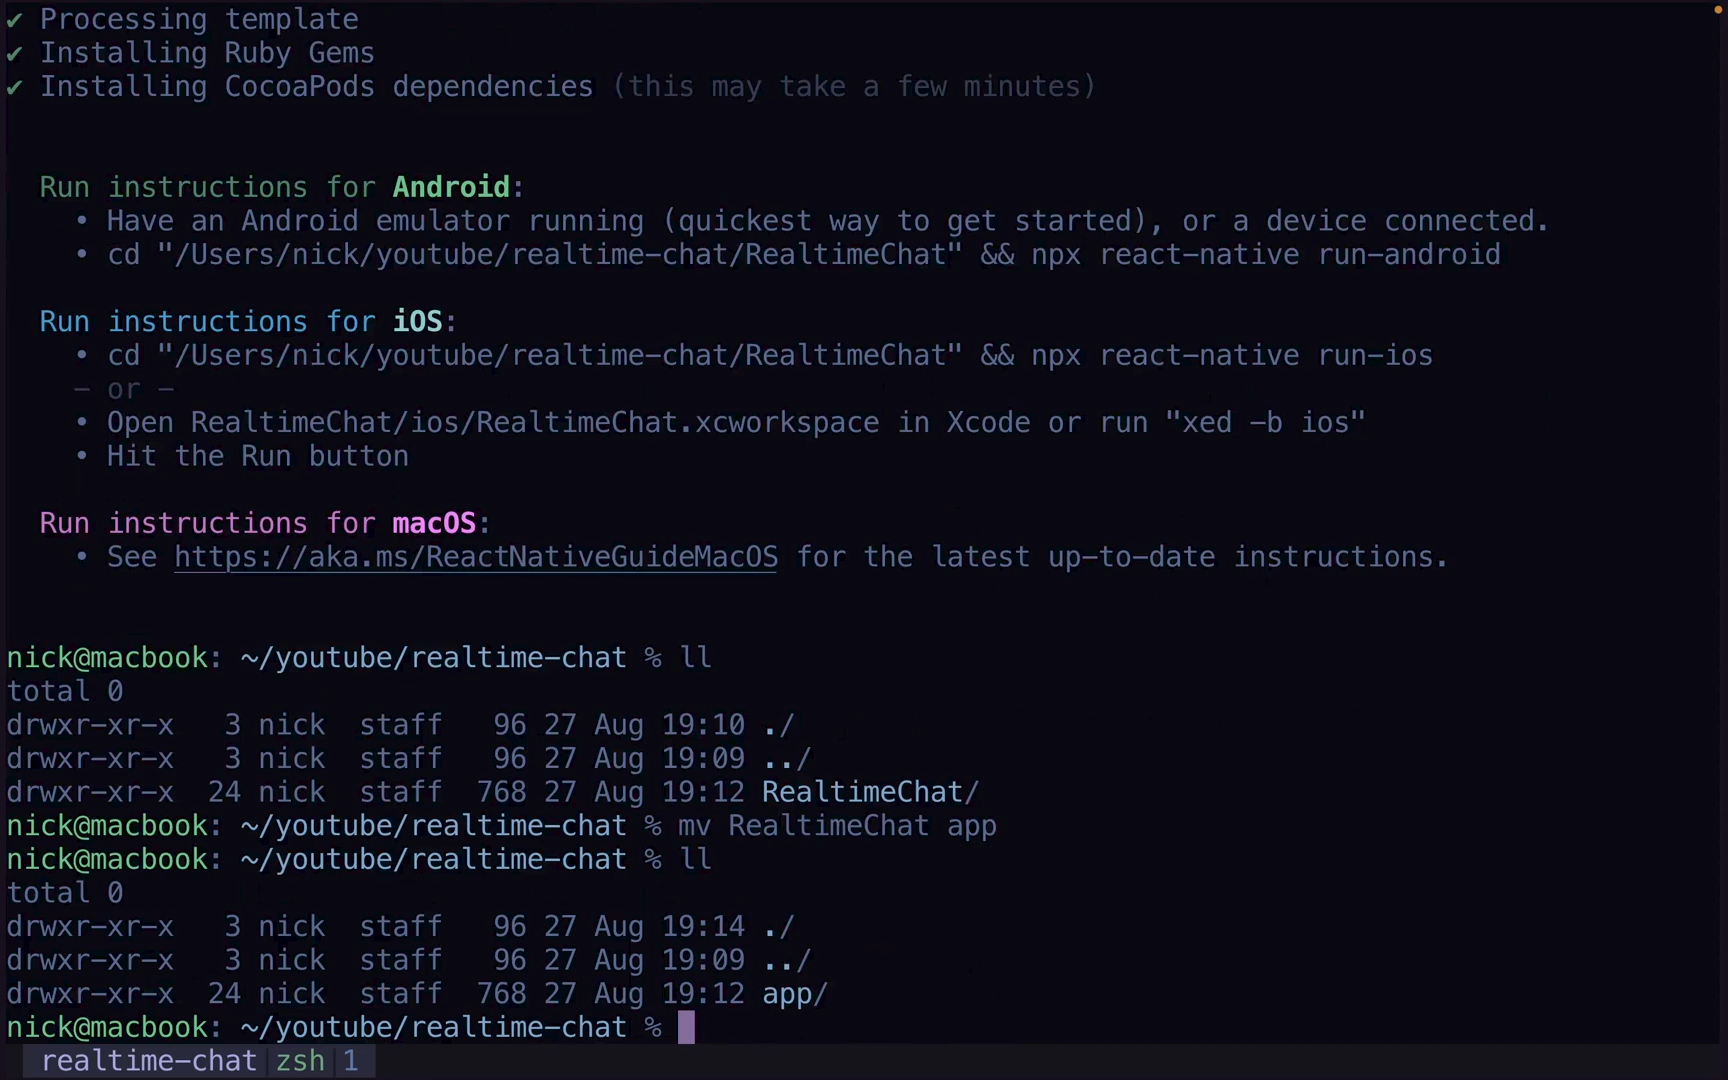 ✔ Processing template
✔ Installing Ruby Gems
✔ Installing CocoaPods dependencies (this may take a few minutes)
Run instructions for Android:
• Have an Android emulator running (quickest way to get started), or a device connected.
• cd "/Users/nick/youtube/realtime-chat/RealtimeChat" && npx react-native run-android
Run instructions for iOS:
• cd "/Users/nick/youtube/realtime-chat/RealtimeChat" && npx react-native run-ios
- or -
• Open RealtimeChat/ios/RealtimeChat.xcworkspace in Xcode or run "xed -b ios"
• Hit the Run button
Run instructions for macOS:
• See https://aka.ms/ReactNativeGuideMacOS for the latest up-to-date instructions.
nick@macbook: ~/youtube/realtime-chat % ll
total 0
drwxr-xr-x   3 nick  staff   96 27 Aug 19:10 ./
drwxr-xr-x   3 nick  staff   96 27 Aug 19:09 ../
drwxr-xr-x  24 nick  staff  768 27 Aug 19:12 RealtimeChat/
nick@macbook: ~/youtube/realtime-chat % mv RealtimeChat app
nick@macbook: ~/youtube/realtime-chat % ll
total 0
drwxr-xr-x   3 nick  staff   96 27 Aug 19:14 ./
drwxr-xr-x   3 nick  staff   96 27 Aug 19:09 ../
drwxr-xr-x  24 nick  staff  768 27 Aug 19:12 app/
nick@macbook: ~/youtube/realtime-chat %
realtime-chat zsh 1